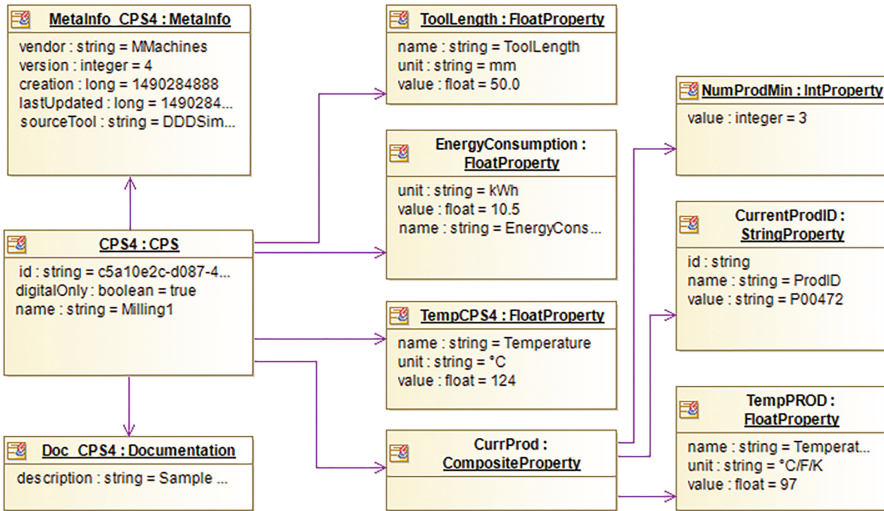 MetaInfo_CPS4 : MetaInfo
vendor : string = MMachines
version : integer = 4
creation : long = 1490284888
lastUpdated : long = 1490284...
sourceTool : string = DDDSim...
CPS4 : CPS
id : string = c5a10e2c-d087-4...
digitalOnly : boolean = true
name : string = Milling1
Doc_CPS4 : Documentation
description : string = Sample ...
ToolLength : FloatProperty
name : string = ToolLength
unit : string = mm
value : float = 50.0
EnergyConsumption :
FloatProperty
unit : string = kWh
value : float = 10.5
name : string = EnergyCons...
TempCPS4 : FloatProperty
name : string = Temperature
unit : string = °C
value : float = 124
CurrProd :
CompositeProperty
NumProdMin : IntProperty
value : integer = 3
CurrentProdID :
StringProperty
id : string
name : string = ProdID
value : string = P00472
TempPROD :
FloatProperty
name : string = Temperat...
unit : string = °C/F/K
value : float = 97